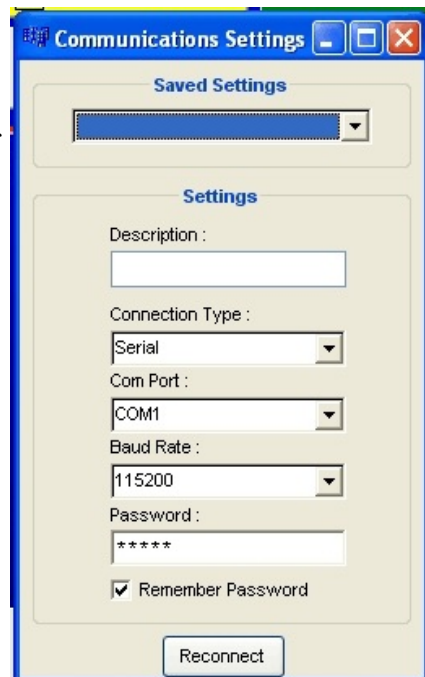 Communications Settings
Saved Settings
Settings
Description :
Connection Type :
Serial
Com Port :
COM1
Baud Rate :
115200
Password :
*****
Remember Password
Reconnect